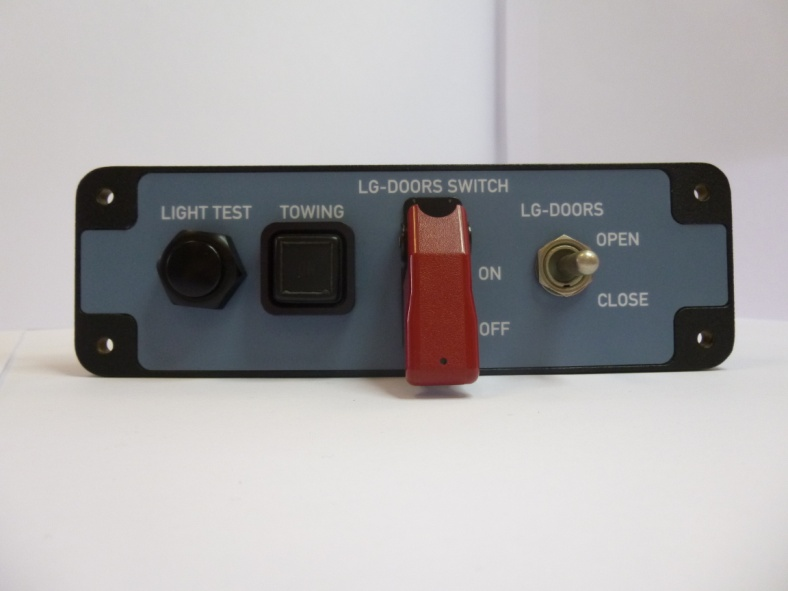 LG-DOORS SWITCH
LIGHT TEST
TOWING
LG-DOORS
OPEN
ON
CLOSE
OFF